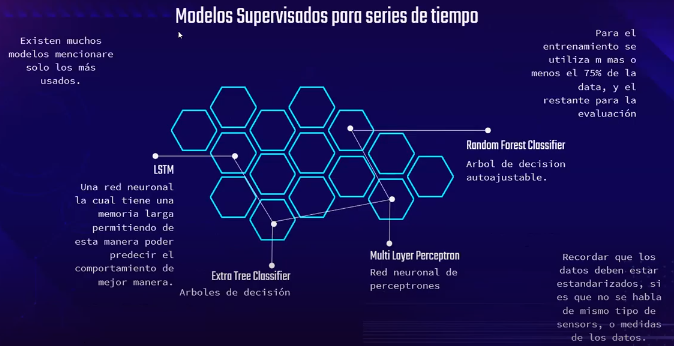 Modelos Supervisados para series de tiempo
Existen muchos
modelos mencionare
solo los más
usados.
Para el
entrenamiento se
utiliza m mas o
menos el 75% de la
data, y el
restante para la
evaluación
Random Forest Classifier
Arbol de decision
autoajustable.
LSTM
Una red neuronal
la cual tiene una
memoria larga
permitiendo de
esta manera poder
predecir el
comportamiento de
mejor manera.
Multi Layer Perceptron
Red neuronal de
perceptrones
Extra Tree Classifier
Arboles de decisión
Recordar que los
datos deben estar
estandarizados, si
es que no se habla
de mismo tipo de
sensors, o medidas
de los datos.